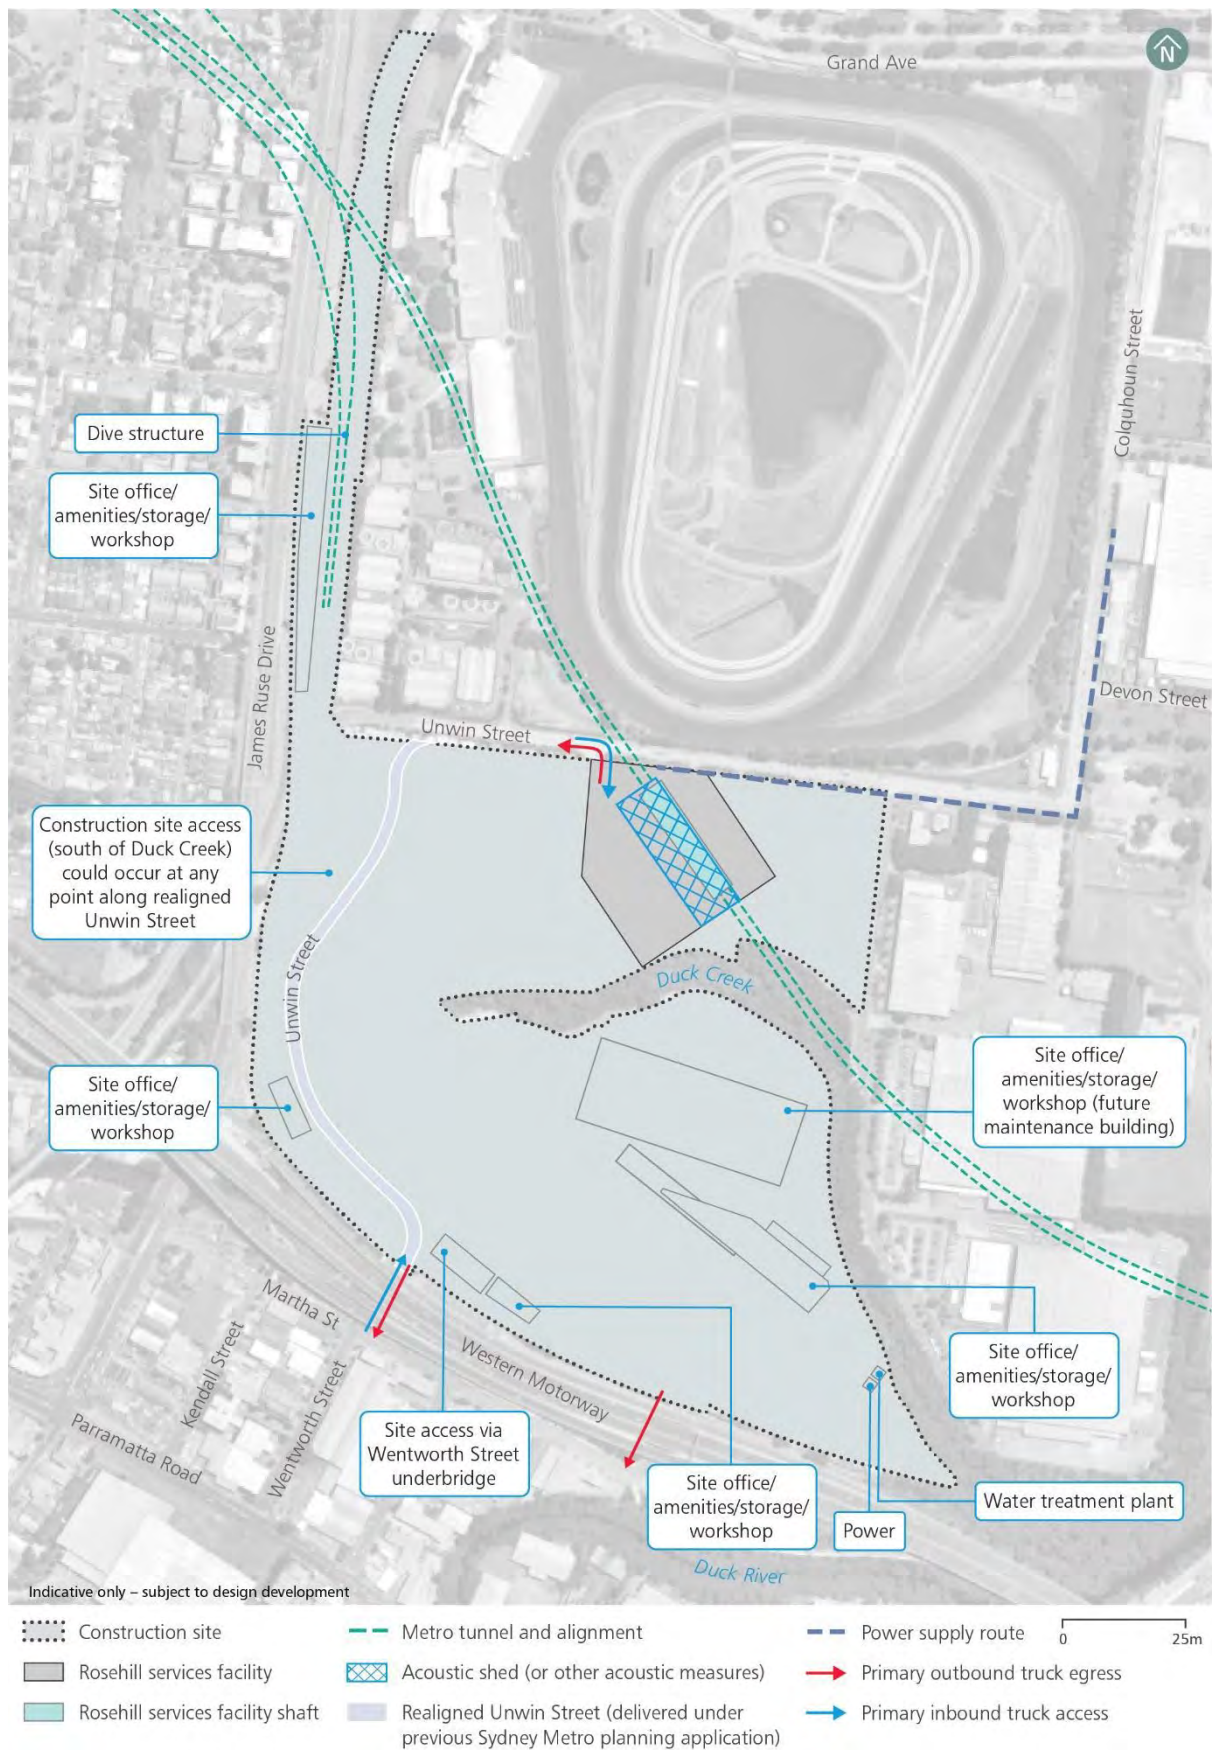 Grand Ave
N
Colquhoun Street
Dive structure
Site office/
amenities/storage/
workshop
James Ruse Drive
Devon Street
Unwin Street
Construction site access
(south of Duck Creek)
could occur at any
point along realigned
Unwin Street
Unwin Street
Duck Creek
Site office/
amenities/storage/
workshop (future
maintenance building)
Site office/
amenities/storage/
workshop
Martha St
Kendall Street
Wentworth Street
Parramatta Road
Western Motorway
Site access via
Wentworth Street
underbridge
Site office/
amenities/storage/
workshop
Site office/
amenities/storage/
workshop
Water treatment plant
Power
Duck River
Indicative only – subject to design development
Construction site
Metro tunnel and alignment
Power supply route
0 25m
Rosehill services facility
Acoustic shed (or other acoustic measures)
Primary outbound truck egress
Rosehill services facility shaft
Realigned Unwin Street (delivered under
previous Sydney Metro planning application)
Primary inbound truck access